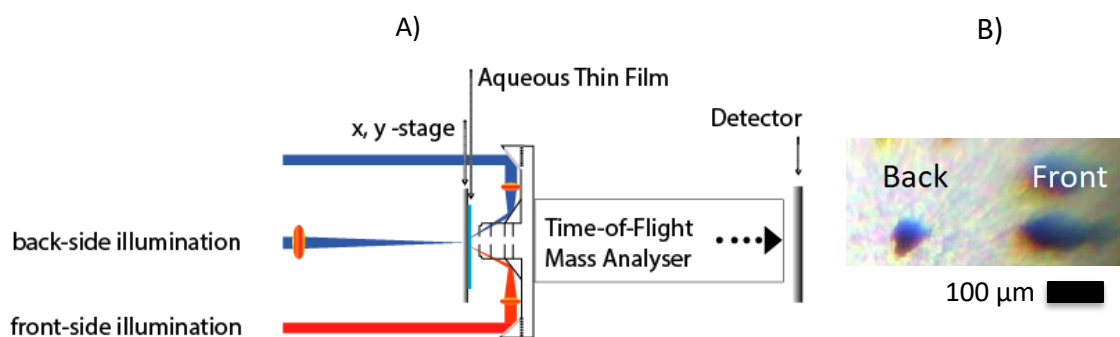 A)
B)
Aqueous Thin Film
x, y -stage
Detector
Back
Front
back-side illumination
Time-of-Flight
Mass Analyser
100 µm
front-side illumination